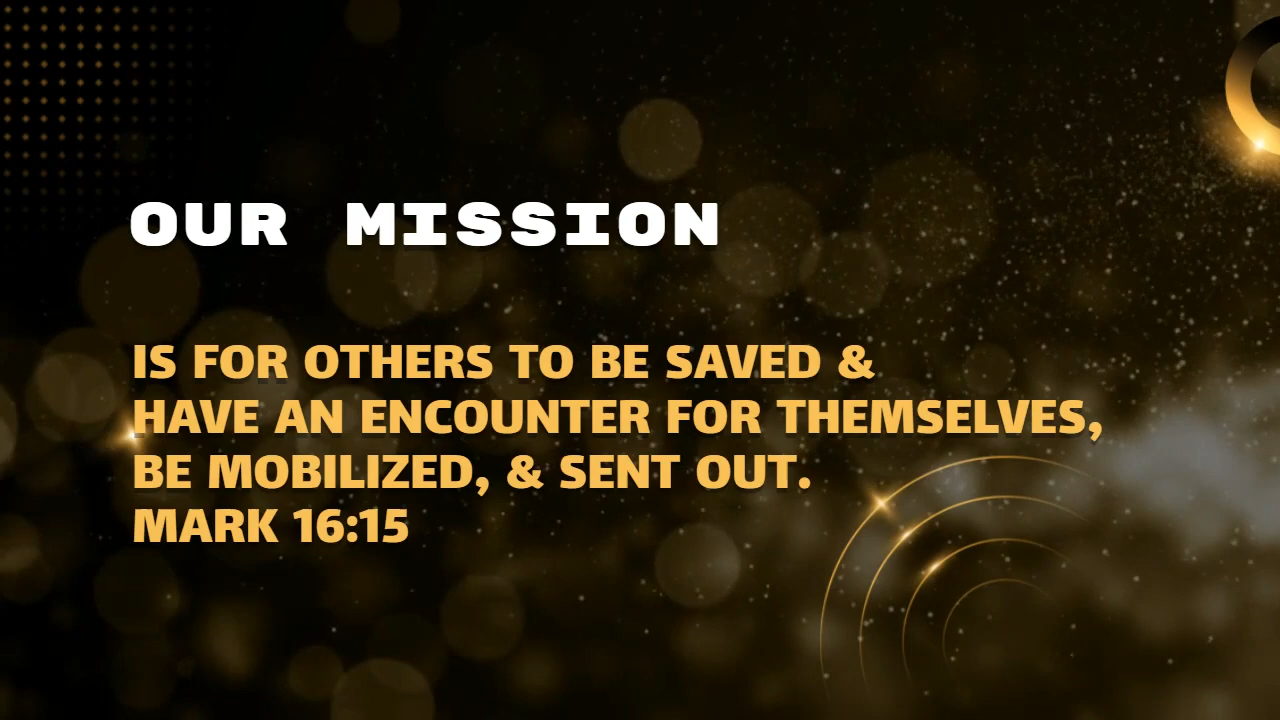 OUR MISSION
IS FOR OTHERS TO BE SAVED &
HAVE AN ENCOUNTER FOR THEMSELVES,
BE MOBILIZED, & SENT OUT.
MARK 16:15